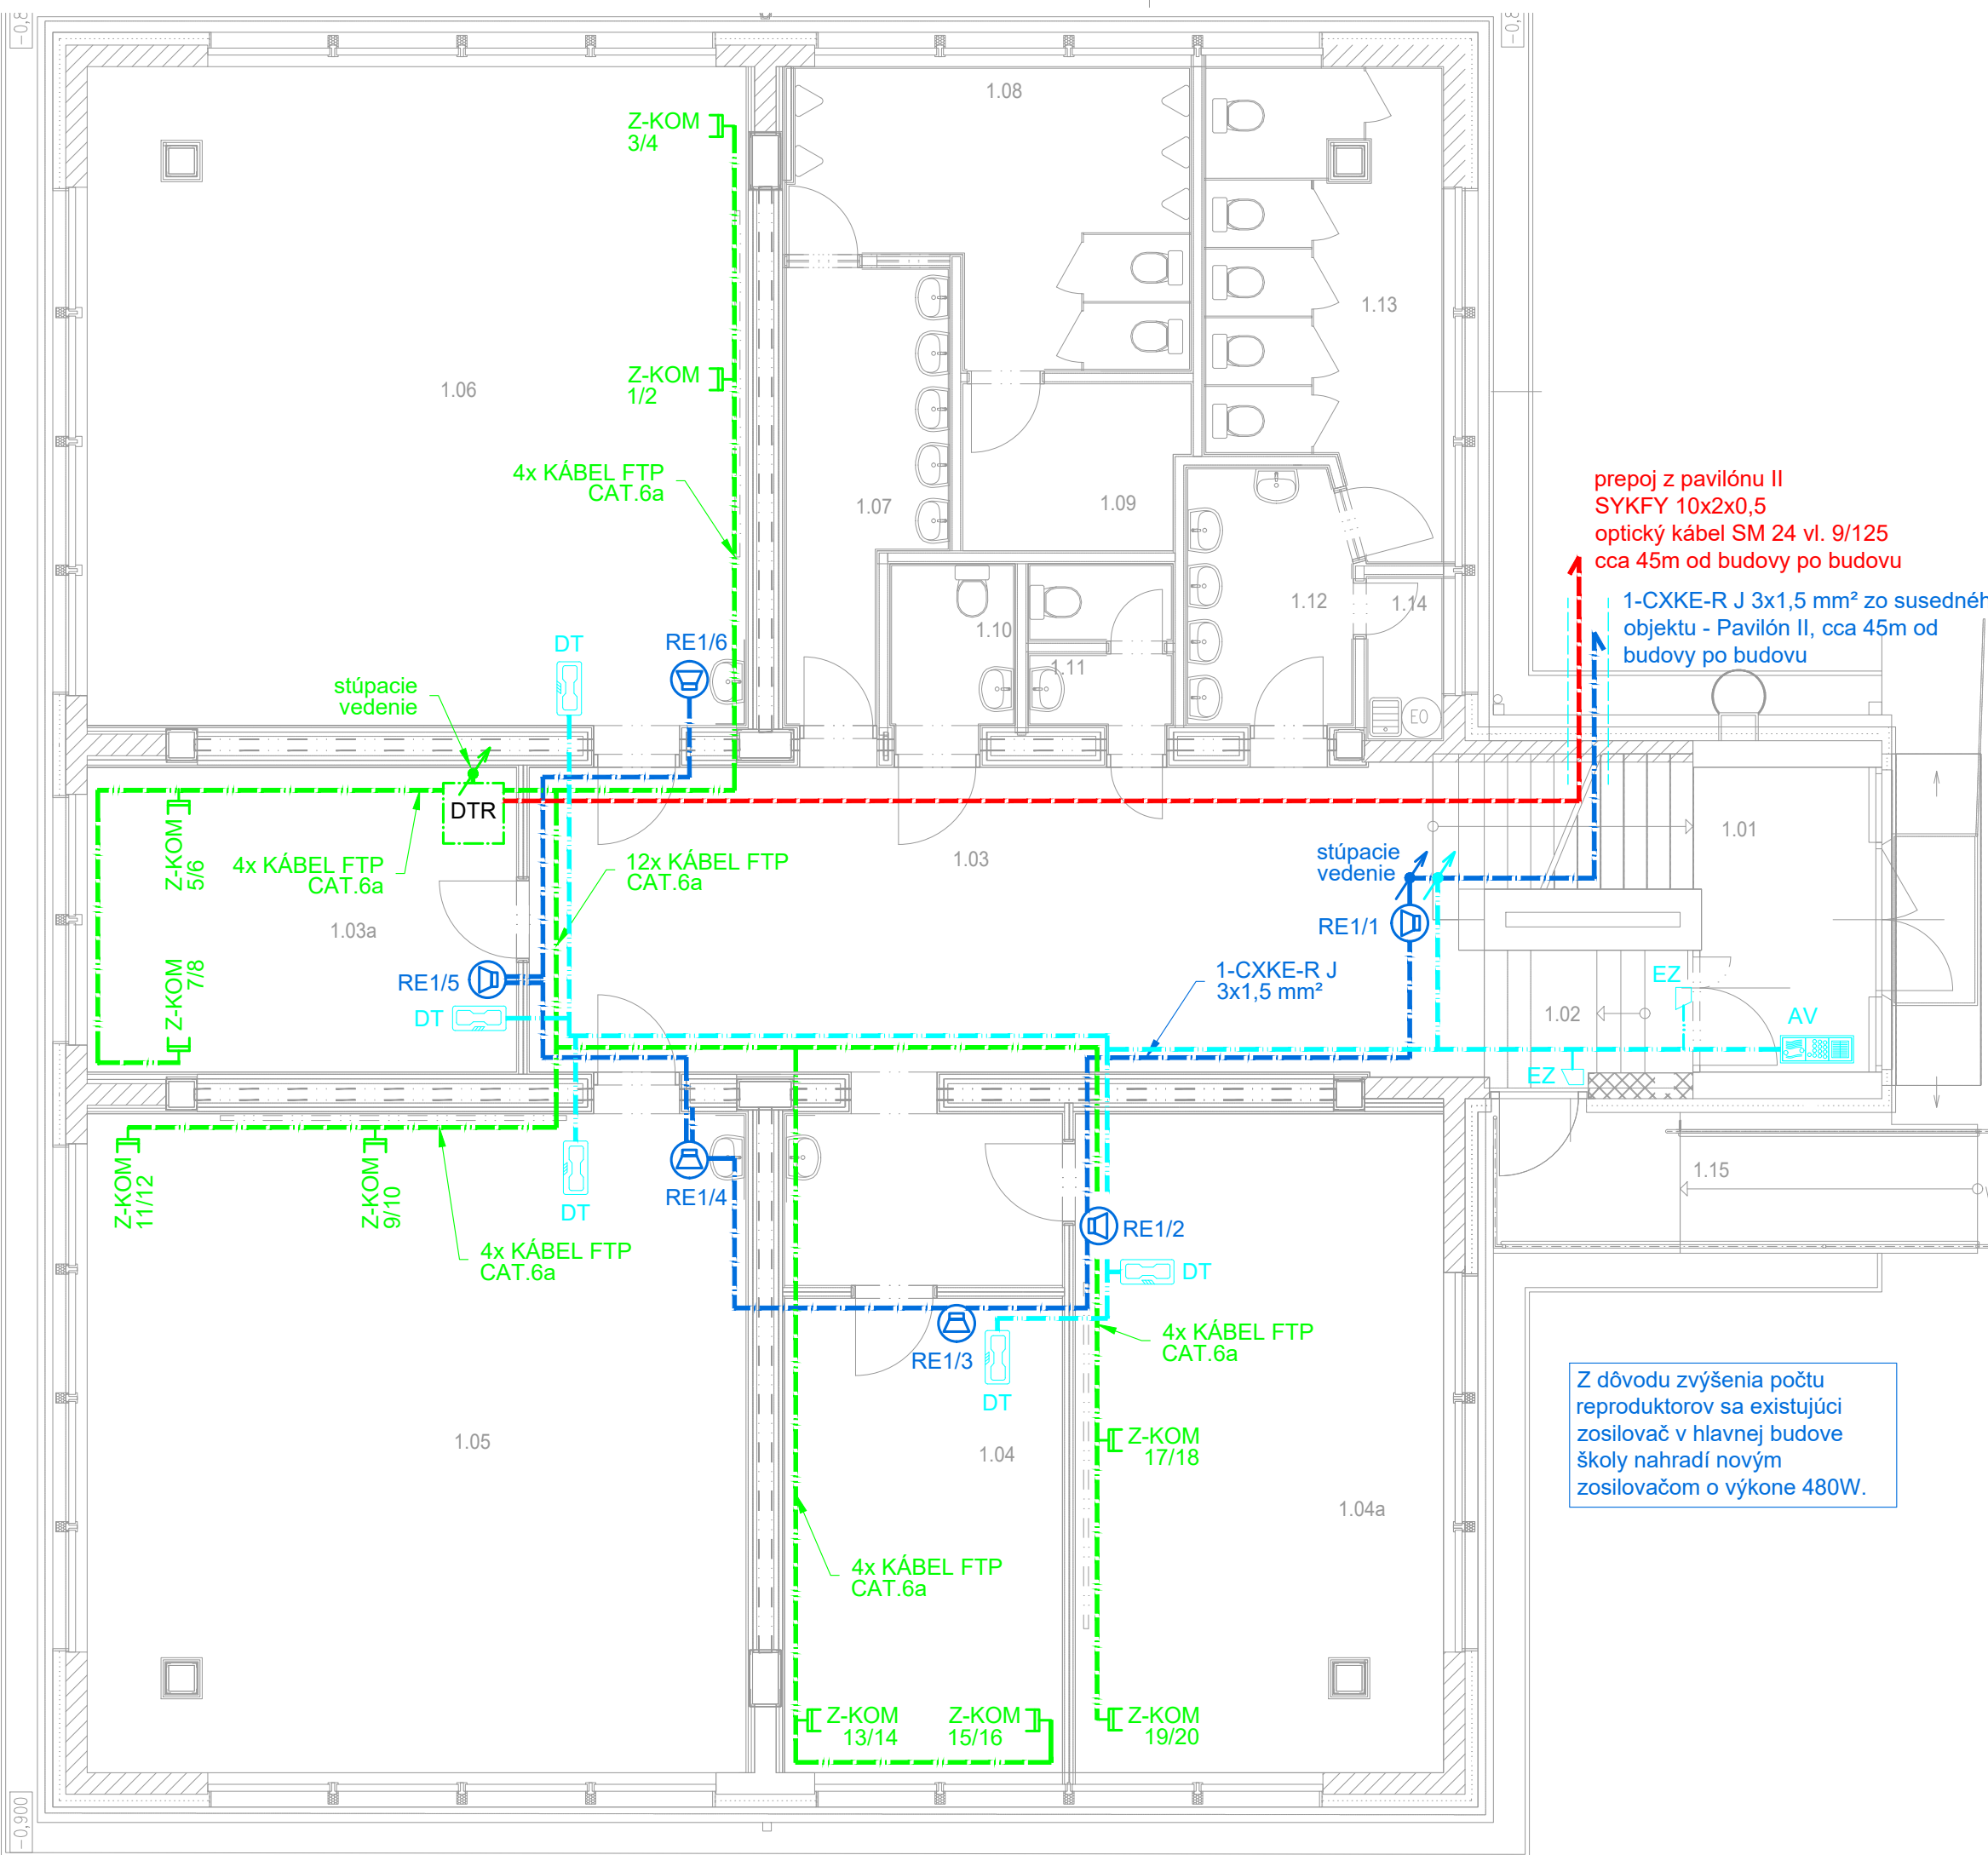 -0,8
-0,8
1.08
Z-KOM
3/4
1.13
1.06
Z-KOM
1/2
4x KÁBEL FTP
CAT.6a
1.07
1.09
prepoj z pavilónu II
SYKFY 10x2x0,5
optický kábel SM 24 vl. 9/125
cca 45m od budovy po budovu
1-CXKE-R J 3x1,5 mm² zo susednéh
objektu - Pavilón II, cca 45m od
budovy po budovu
1.12
1.14
1.10
1.11
DT
RE1/6
stúpacie
vedenie
EO
DTR
Z-KOM
5/6
4x KÁBEL FTP
CAT.6a
12x KÁBEL FTP
CAT.6a
1.03
stúpacie
vedenie
1.01
1.03a
RE1/1
Z-KOM
7/8
RE1/5
DT
1-CXKE-R J
3x1,5 mm²
EZ
1.02
AV
EZ
Z-KOM
11/12
Z-KOM
9/10
DT
RE1/4
1.15
RE1/2
4x KÁBEL FTP
CAT.6a
DT
RE1/3
DT
4x KÁBEL FTP
CAT.6a
1.05
1.04
Z-KOM
17/18
1.04a
Z dôvodu zvýšenia počtu
reproduktorov sa existujúci
zosilovač v hlavnej budove
školy nahradí novým
zosilovačom o výkone 480W.
4x KÁBEL FTP
CAT.6a
Z-KOM
13/14
Z-KOM
15/16
Z-KOM
19/20
-0,900